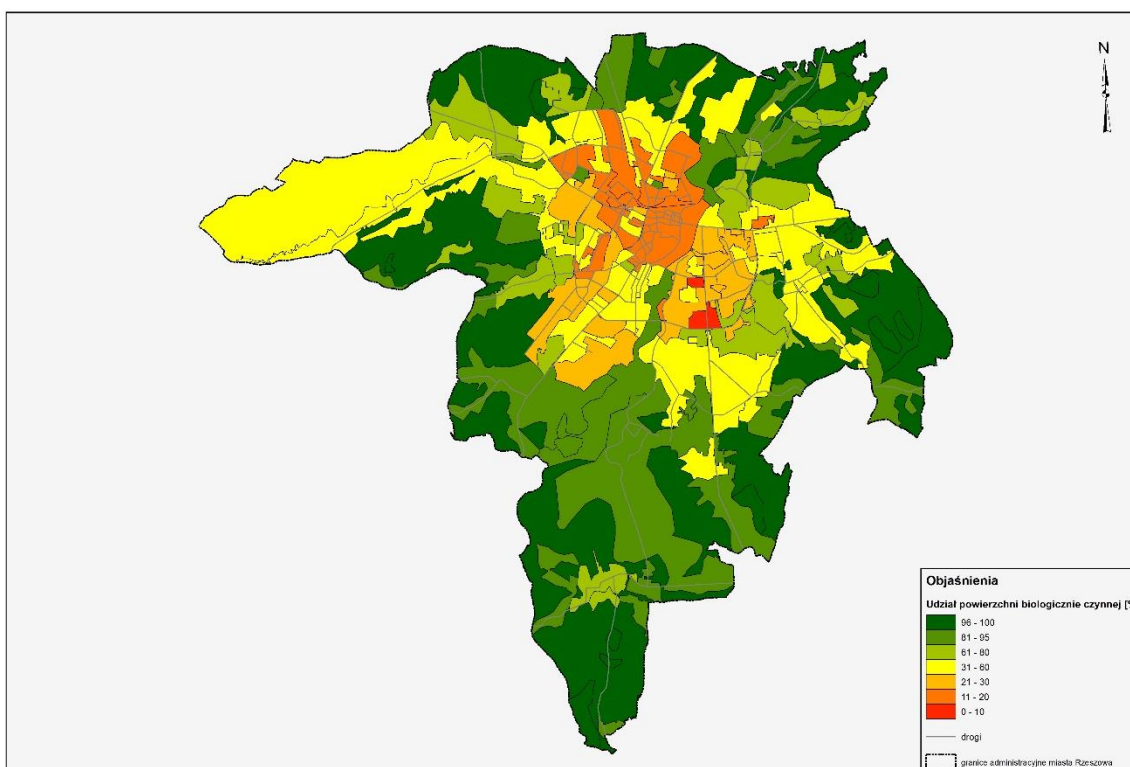 N
Objaśnienia
Udział powierzchni biologicznie czynnej [%
96 - 100
81 - 95
61 - 80
31 - 60
21 - 30
11 - 20
0 - 10
drogi
granice administracyjne miasta Rzeszowa